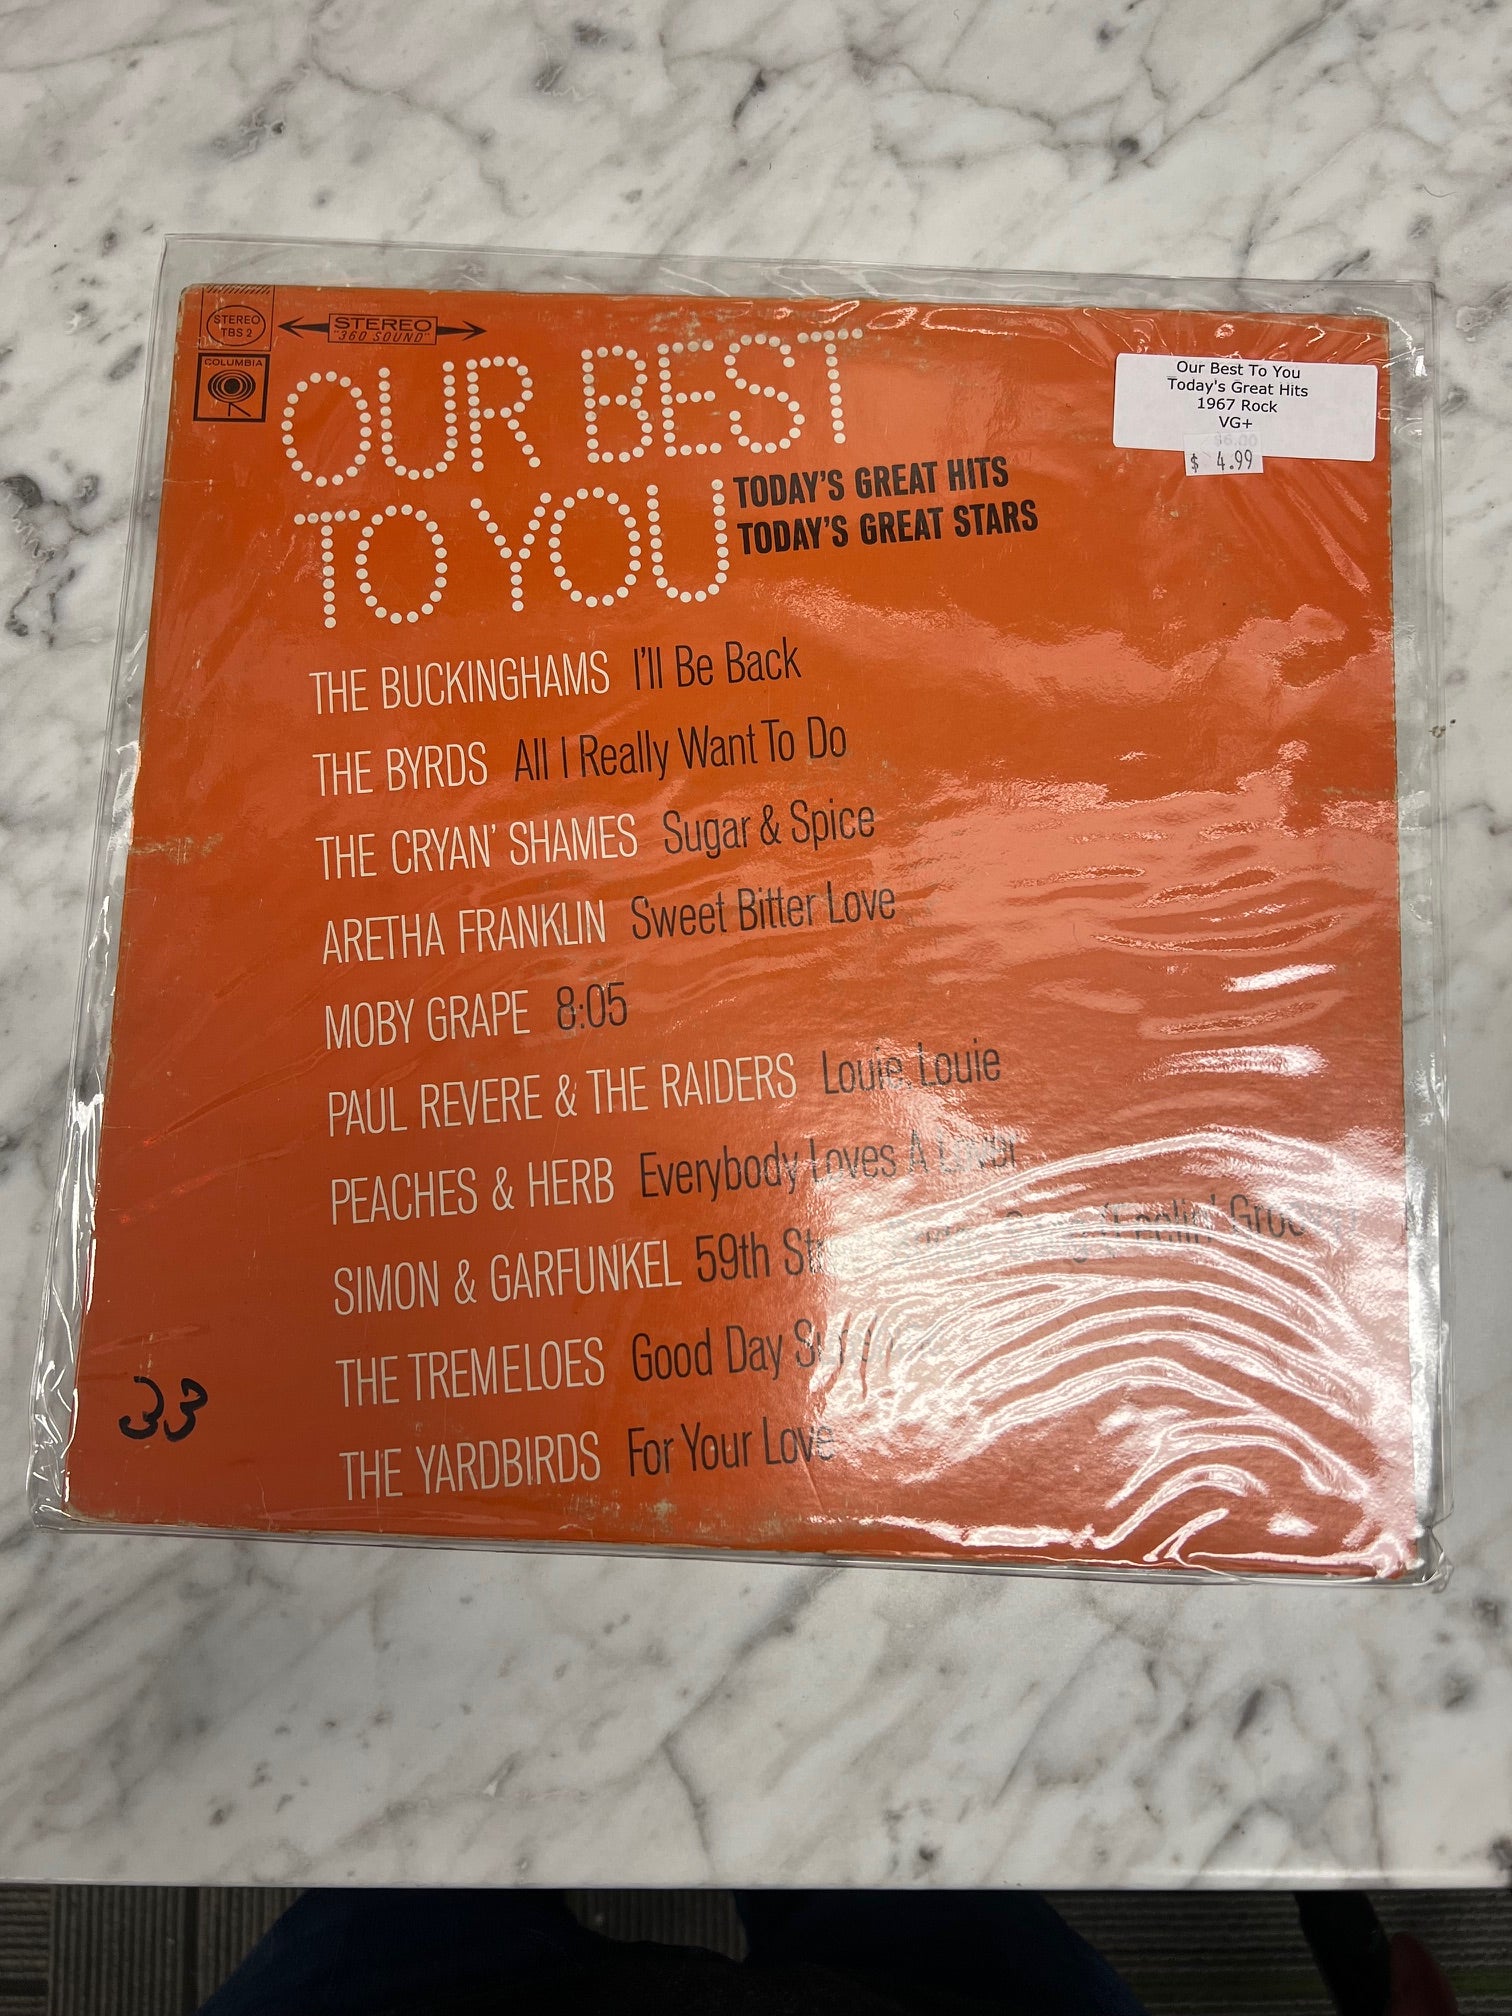 STEREO
TBS 2
STEREO
"360 SOUND"
COLUMBIA
OUR BEST
TO YOU
TODAY'S GREAT HITS
TODAY'S GREAT STARS
Our Best To You
Today's Great Hits
1967 Rock
VG+
$6.00
$ 4.99
THE BUCKINGHAMS I'll Be Back
THE BYRDS All I Really Want To Do
THE CRYAN' SHAMES Sugar & Spice
ARETHA FRANKLIN Sweet Bitter Love
MOBY GRAPE 8:05
PAUL REVERE & THE RAIDERS Louie, Louie
PEACHES & HERB Everybody Loves A Lover
SIMON & GARFUNKEL 59th Song (Feelin'
THE TREMELOES Good Day
THE YARDBIRDS For Your Love
33